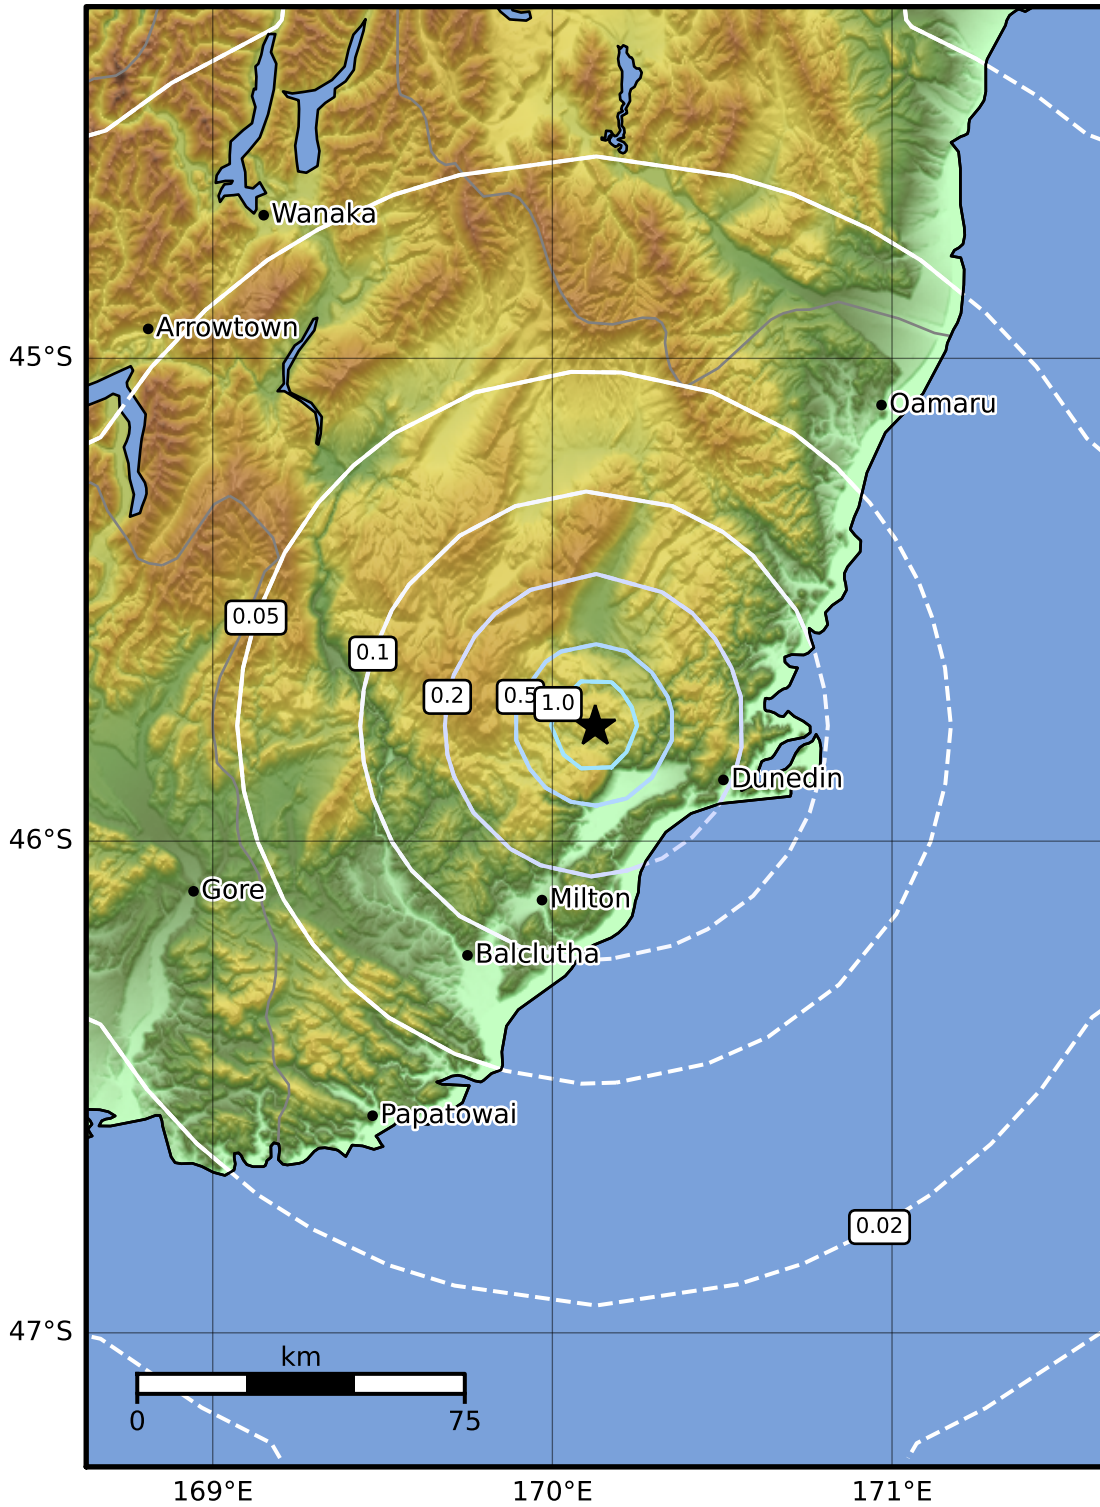 Wanaka
Arrowtown
45°S
Oamaru
0.05
0.1
0.2
0.5
1.0
Dunedin
46°S
Gore
Milton
Balclutha
Papatowai
0.02
47°S
km
0 75
169°E 170°E 171°E